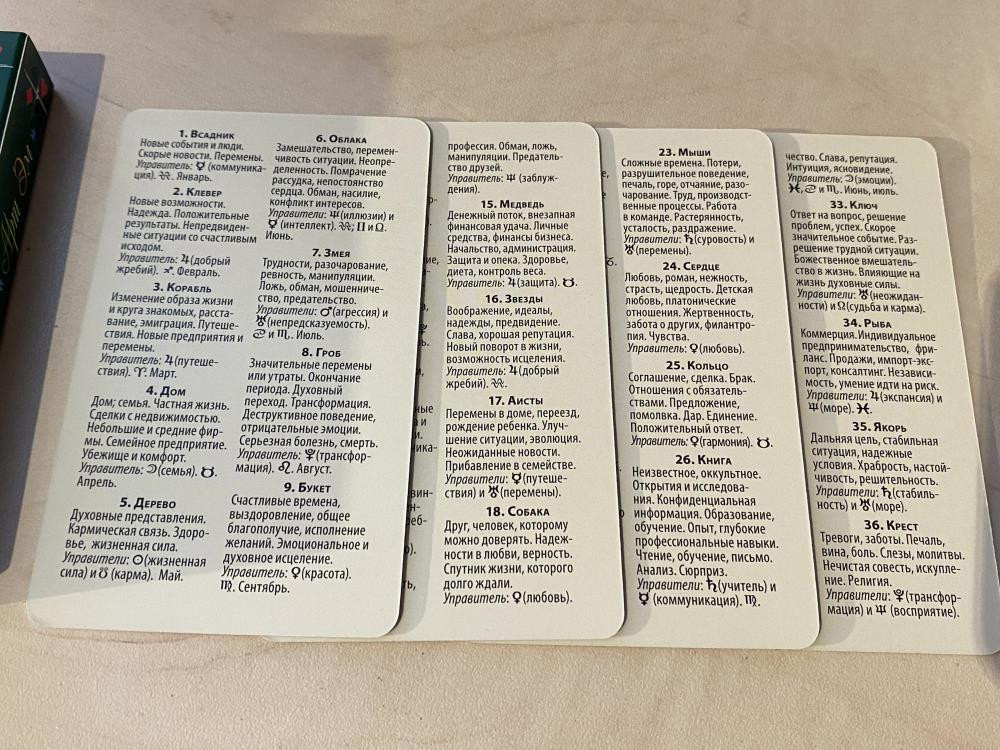 1. Всадник
Новые события и люди.
Скорые новости. Перемены.
Управитель: ☿ (коммуника-
ция). ♒. Январь.
2. Клевер
Новые возможности.
Надежда. Положительные
результаты. Непредвиден-
ные ситуации со счастливым
исходом.
Управитель: ♃(добрый
жребий). ♐. Февраль.
3. Корабль
Изменение образа жизни
и круга знакомых, расста-
вание, эмиграция. Путеше-
ствия. Новые предприятия и
перемены.
Управитель: ♃(путеше-
ствия). ♈. Март.
4. Дом
Дом; семья. Частная жизнь.
Сделки с недвижимостью.
Небольшие и средние фир-
мы. Семейное предприятие.
Убежище и комфорт.
Управитель: ☽(семья). ♉.
Апрель.
5. Дерево
Духовные представления.
Кармическая связь. Здоро-
вье, жизненная сила.
Управители: ☉(жизненная
сила) и ☋ (карма). Май.
6. Облака
Замешательство, перемен-
чивость ситуации. Неопре-
деленность. Помрачение
рассудка, непостоянство
сердца. Обман, насилие,
конфликт интересов.
Управители: ♆(иллюзии) и
☿ (интеллект). ♒; ♊ и ☊.
Июнь.
7. Змея
Трудности, разочарование,
ревность, манипуляции.
Ложь, обман, мошенниче-
ство, предательство.
Управители: ♂(агрессия) и
♅(непредсказуемость).
♋ и ♏. Июль.
8. Гроб
Значительные перемены
или утраты. Окончание
периода. Духовный
переход. Трансформация.
Деструктивное поведение,
отрицательные эмоции.
Серьезная болезнь, смерть.
Управитель: ♆(трансфор-
мация). ♌. Август.
9. Букет
Счастливые времена,
выздоровление, общее
благополучие, исполнение
желаний. Эмоциональное и
духовное исцеление.
Управитель: ♀(красота).
♍. Сентябрь.
профессия. Обман, ложь,
манипуляции. Предатель-
ство друзей.
Управитель: ♆ (заблуж-
дения).
15. Медведь
Денежный поток, внезапная
финансовая удача. Личные
средства, финансы бизнеса.
Начальство, администрация.
Защита и опека. Здоровье,
диета, контроль веса.
Управитель: ♃(защита). ♉.
16. Звезды
Воображение, идеалы,
надежды, предвидение.
Слава, хорошая репутация.
Новый поворот в жизни,
возможность исцеления.
Управитель: ♃(добрый
жребий). ♒.
17. Аисты
Перемены в доме, переезд,
рождение ребенка. Улуч-
шение ситуации, эволюция.
Неожиданные новости.
Прибавление в семействе.
Управители: ☿(путеше-
ствия) и ♅(перемены).
18. Собака
Друг, человек, которому
можно доверять. Надеж-
ности в любви, верность.
Спутник жизни, которого
долго ждали.
Управитель: ♀(любовь).
23. Мыши
Сложные времена. Потери,
разрушительное поведение,
печаль, горе, отчаяние, разо-
чарование. Труд, производст-
венные процессы. Работа
в команде. Растерянность,
усталость, раздражение.
Управители: ♄(суровость) и
♅(перемены).
24. Сердце
Любовь, роман, нежность,
страсть, щедрость. Детская
любовь, платонические
отношения. Жертвенность,
забота о других, филантро-
пия. Чувства.
Управитель: ♀(любовь).
25. Кольцо
Соглашение, сделка. Брак.
Отношения с обязатель-
ствами. Предложение,
помолвка. Дар. Единение.
Положительный ответ.
Управитель: ♀(гармония). ♉.
26. Книга
Неизвестное, оккультное.
Открытия и исследова-
ния. Конфиденциальная
информация. Образование,
обучение. Опыт, глубокие
профессиональные навыки.
Чтение, обучение, письмо.
Анализ. Сюрприз.
Управители: ♄(учитель) и
☿ (коммуникация). ♍.
чество. Слава, репутация.
Интуиция, ясновидение.
Управитель: ☽(эмоции).
♓, ♋ и ♏. Июнь, июль.
33. Ключ
Ответ на вопрос, решение
проблем, успех. Скорое
значительное событие. Раз-
решение трудной ситуации.
Божественное вмешатель-
ство в жизнь. Влияющие на
жизнь духовные силы.
Управители: ♅(неожидан-
ности) и ☊(судьба и карма).
34. Рыба
Коммерция. Индивидуальное
предпринимательство, фри-
ланс. Продажи, импорт-экс-
порт, консалтинг. Независи-
мость, умение идти на риск.
Управители: ♃(экспансия) и
♆(море). ♓.
35. Якорь
Дальняя цель, стабильная
ситуация, надежные
условия. Храбрость, настой-
чивость, решительность.
Управители: ♄(стабиль-
ность) и ♅(море).
36. Крест
Тревоги, заботы. Печаль,
вина, боль. Слезы, молитвы.
Нечистая совесть, искупле-
ние. Религия.
Управители: ♆(трансфор-
мация) и ♆ (восприятие).